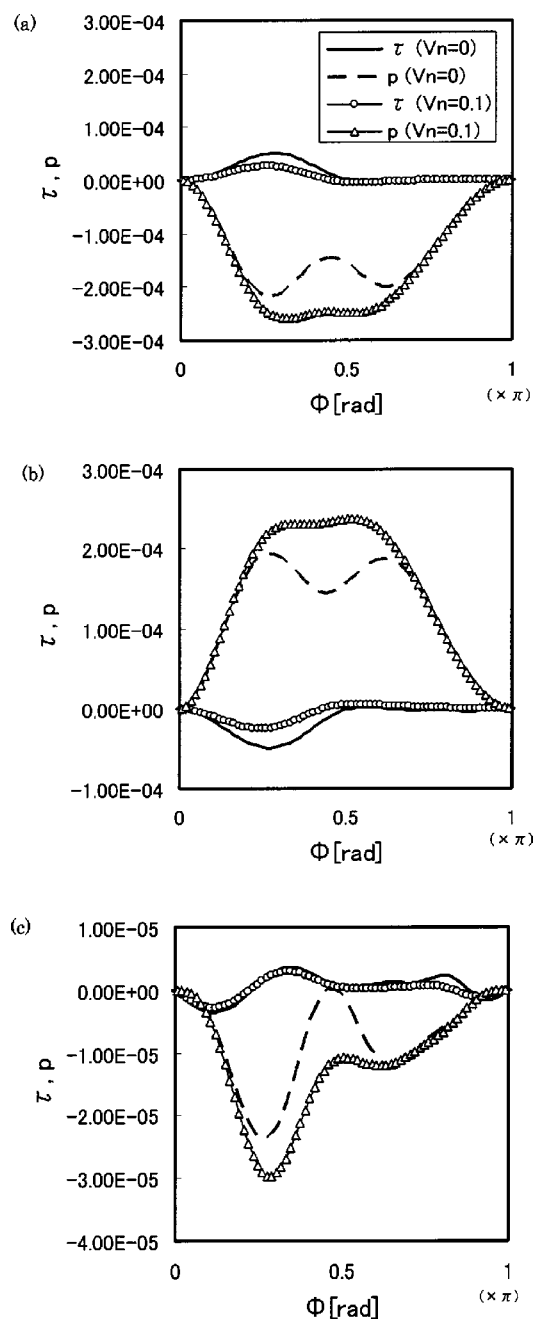 (a)
3.00E-04
2.00E-04
1.00E-04
0.00E+00
-1.00E-04
-2.00E-04
-3.00E-04
τ, p
τ (Vn=0)
p (Vn=0)
τ (Vn=0.1)
p (Vn=0.1)
0 0.5 1
(×π)
Φ[rad]
(b)
3.00E-04
2.00E-04
1.00E-04
0.00E+00
-1.00E-04
τ, p
0 0.5 1
(×π)
Φ[rad]
(c)
1.00E-05
0.00E+00
-1.00E-05
-2.00E-05
-3.00E-05
-4.00E-05
τ, p
0 0.5 1
(×π)
Φ[rad]